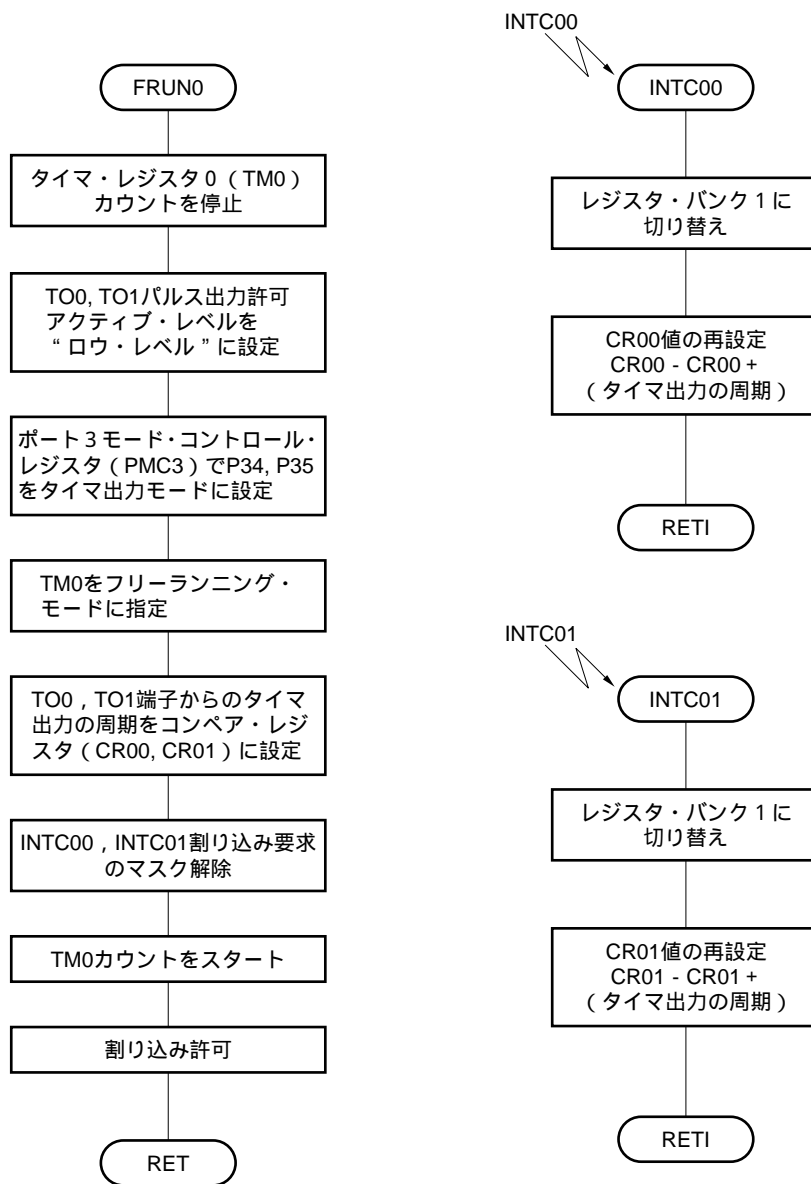 FRUN0
タイマ・レジスタ０（TM0）
カウントを停止
TO0, TO1パルス出力許可
アクティブ・レベルを
“ロウ・レベル”に設定
ポート３モード・コントロール・
レジスタ（PMC3）でP34, P35
をタイマ出力モードに設定
TM0をフリーランニング・
モードに指定
TO0，TO1端子からのタイマ
出力の周期をコンペア・レジ
スタ（CR00, CR01）に設定
INTC00，INTC01割り込み要求
のマスク解除
TM0カウントをスタート
割り込み許可
RET
INTC00
INTC00
レジスタ・バンク１に
切り替え
CR00値の再設定
CR00 - CR00 +
（タイマ出力の周期）
RETI
INTC01
INTC01
レジスタ・バンク１に
切り替え
CR01値の再設定
CR01 - CR01 +
（タイマ出力の周期）
RETI